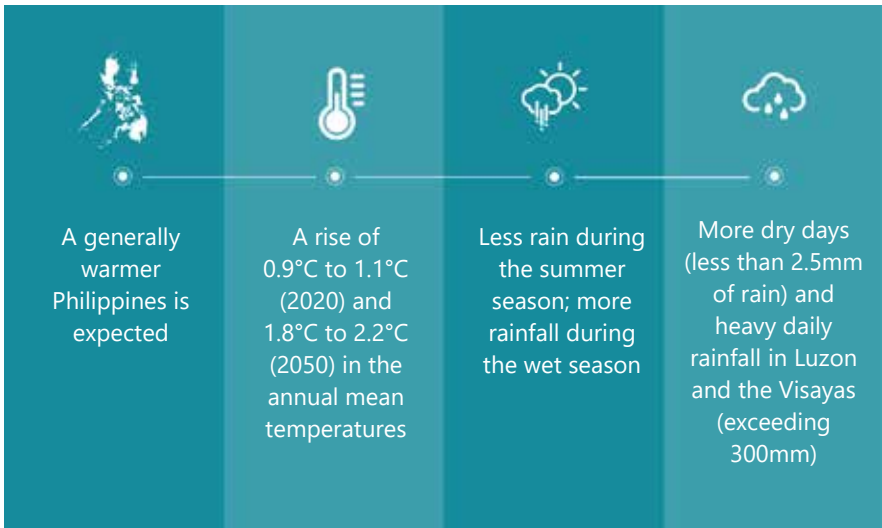 A generally
warmer
Philippines is
expected
A rise of
0.9°C to 1.1°C
(2020) and
1.8°C to 2.2°C
(2050) in the
annual mean
temperatures
Less rain during
the summer
season; more
rainfall during
the wet season
More dry days
(less than 2.5mm
of rain) and
heavy daily
rainfall in Luzon
and the Visayas
(exceeding
300mm)